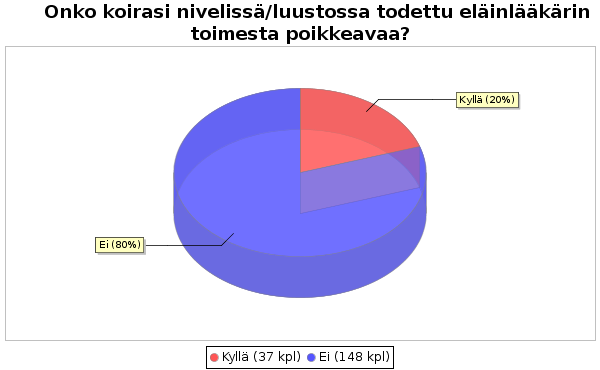 Onko koirasi nivelissä/luustossa todettu eläinlääkärin
toimesta poikkeavaa?
Kyllä (20%)
Ei (80%)
Kyllä (37 kpl) Ei (148 kpl)